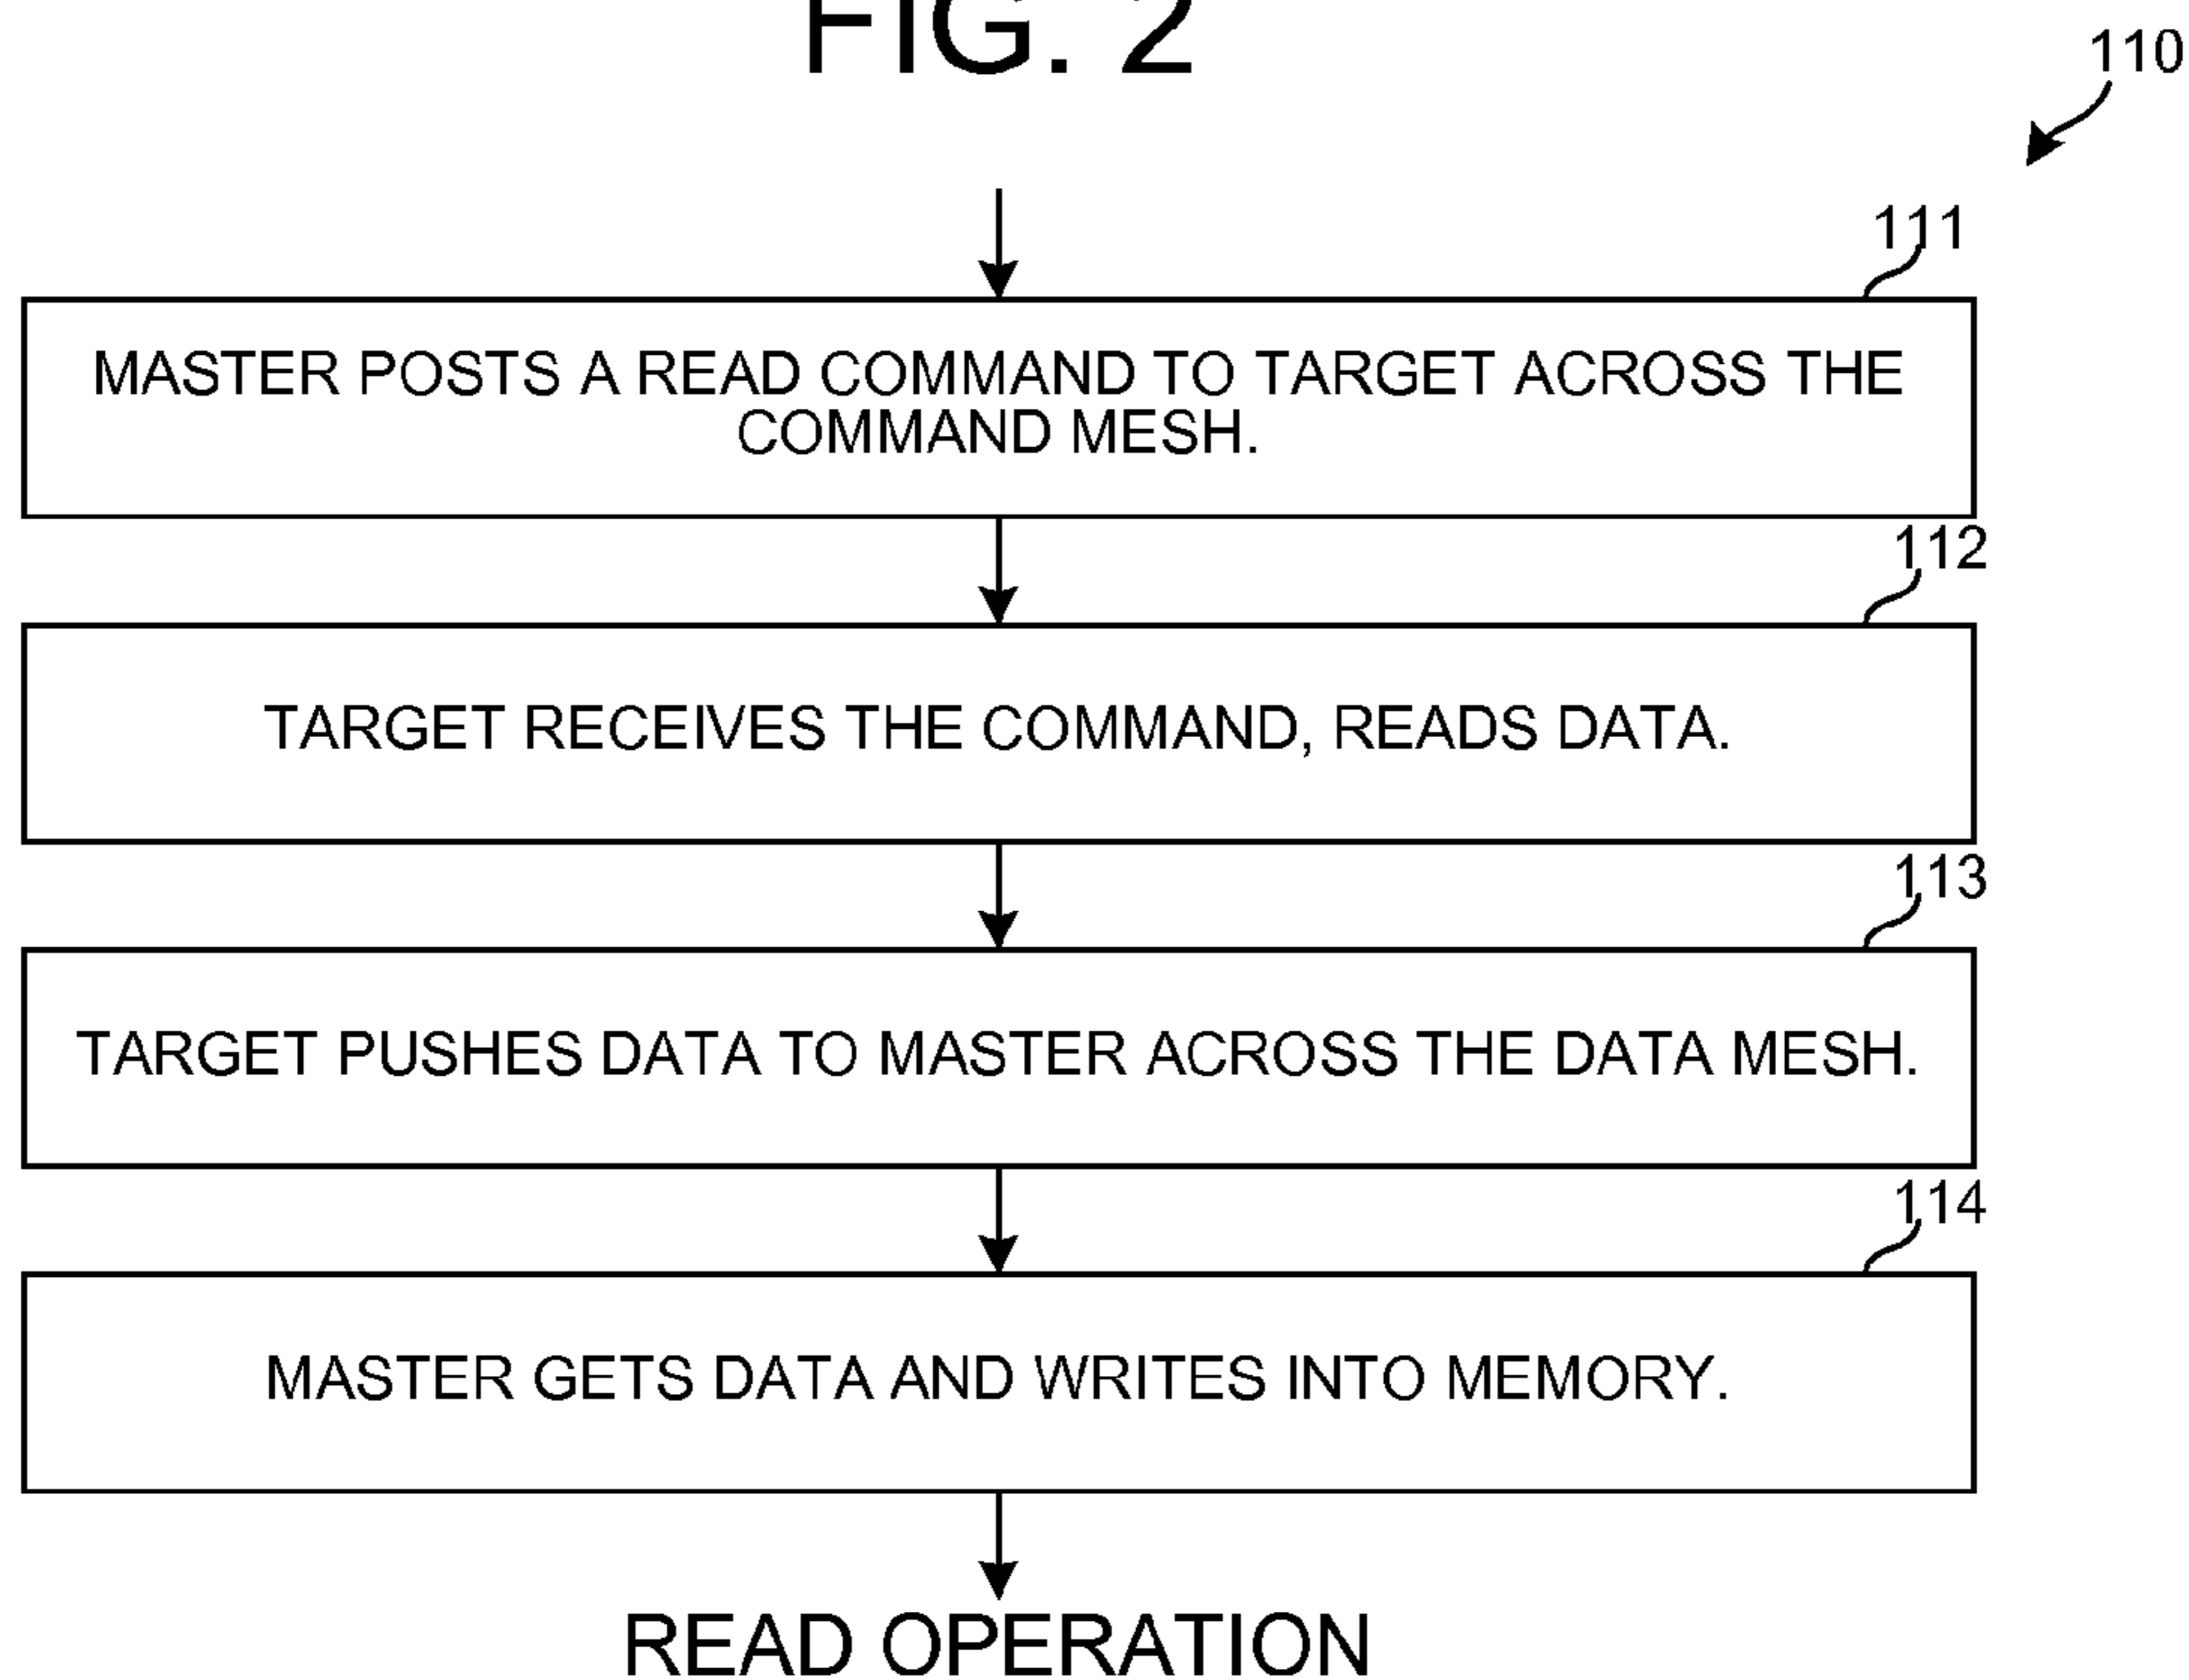 FIG. 2
110
111
MASTER POSTS A READ COMMAND TO TARGET ACROSS THE
COMMAND MESH.
112
TARGET RECEIVES THE COMMAND, READS DATA.
113
TARGET PUSHES DATA TO MASTER ACROSS THE DATA MESH.
114
MASTER GETS DATA AND WRITES INTO MEMORY.
READ OPERATION